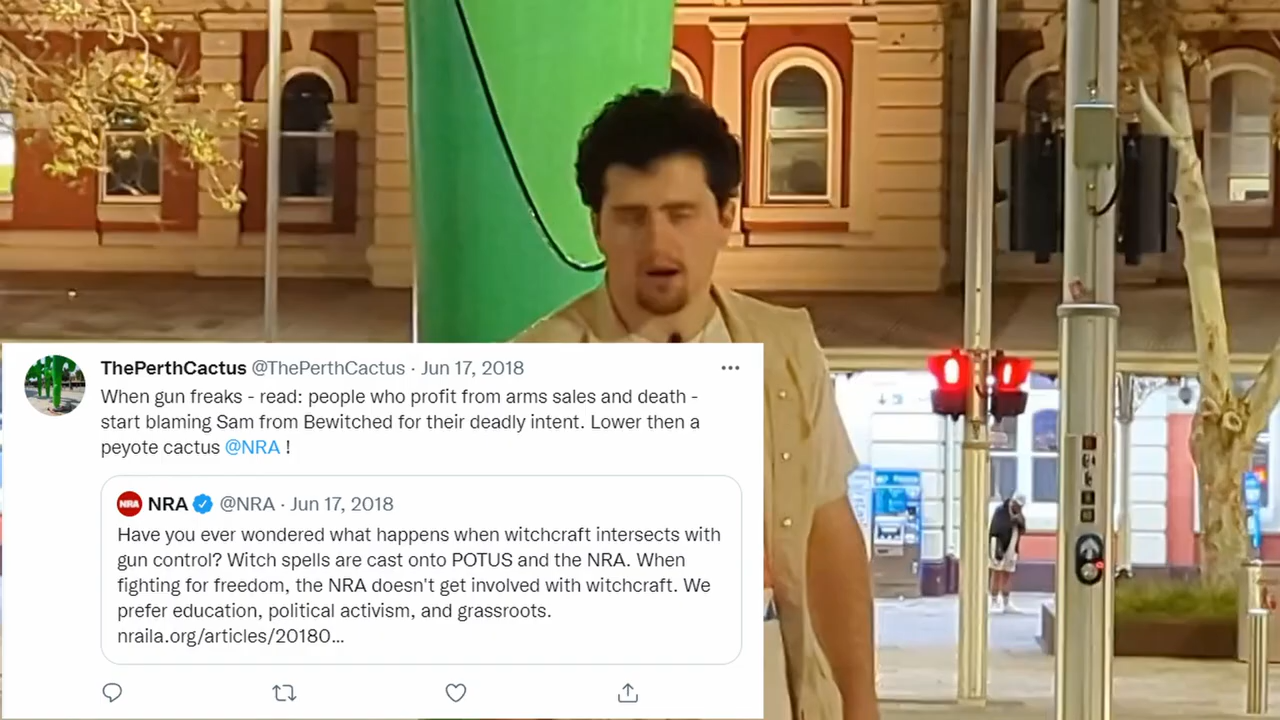 ThePerthCactus @ThePerthCactus · Jun 17, 2018
When gun freaks - read: people who profit from arms sales and death -
start blaming Sam from Bewitched for their deadly intent. Lower then a
peyote cactus @NRA !
NRA NRA @NRA · Jun 17, 2018
Have you ever wondered what happens when witchcraft intersects with
gun control? Witch spells are cast onto POTUS and the NRA. When
fighting for freedom, the NRA doesn't get involved with witchcraft. We
prefer education, political activism, and grassroots.
nraila.org/articles/20180...